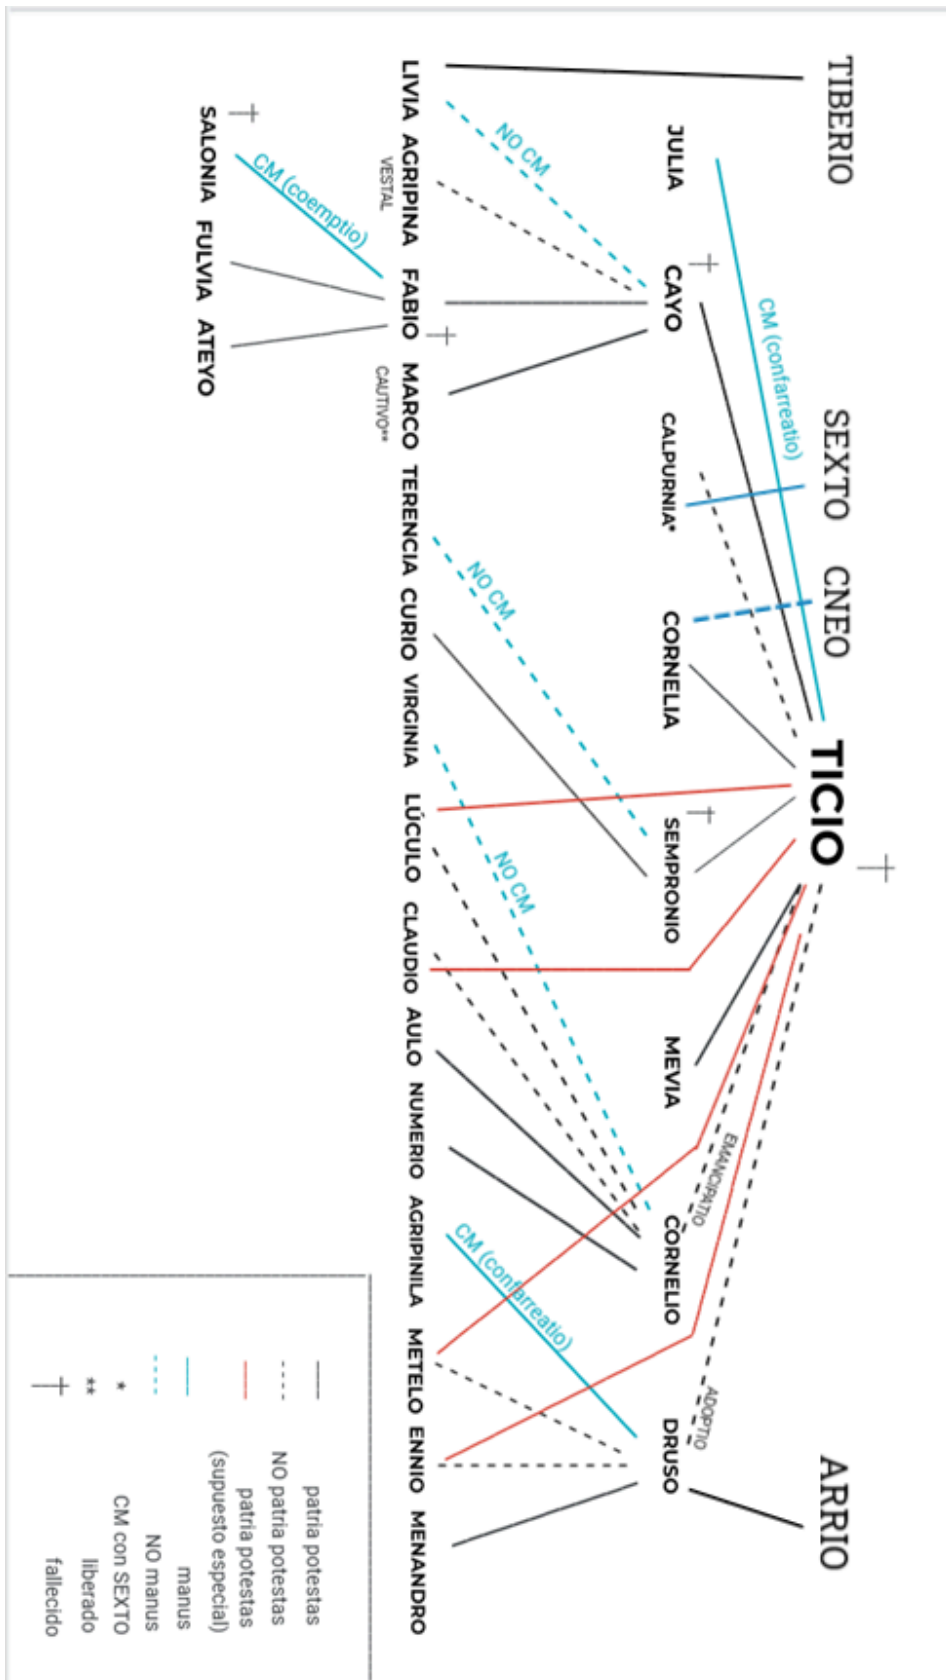 TIBERIO
SEXTO
CNEO
TICIO
ARRIO
CM (confarreatio)
EMANCIPATIO
ADOPTIO
JULIA
CAYO
CALPURNIA*
CORNELIA
SEMPRONIO
MEVIA
CORNELIO
DRUSO
NO CM
NO CM
NO CM
CM (confarreatio)
LIVIA
AGRIPINA
VESTAL
FABIO
MARCO
CAUTIVO**
TERENCIA
CURIO
VIRGINIA
LÚCULO
CLAUDIO
AULO
NUMERIO
AGRIPINILA
METELO
ENNIO
MENANDRO
CM (coemptio)
SALONIA
FULVIA
ATEYO
patria potestas
NO patria potestas
patria potestas
(supuesto especial)
manus
NO manus
* CM con SEXTO
** liberado
fallecido